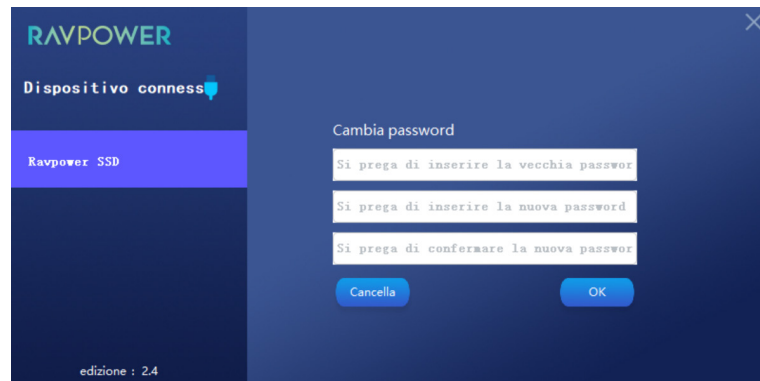 RAVPOWER
Dispositivo conness
Ravpower SSD
Cambia password
Si prega di inserire la vecchia passwor
Si prega di inserire la nuova password
Si prega di confermare la nuova passwor
Cancella
OK
edizione : 2.4